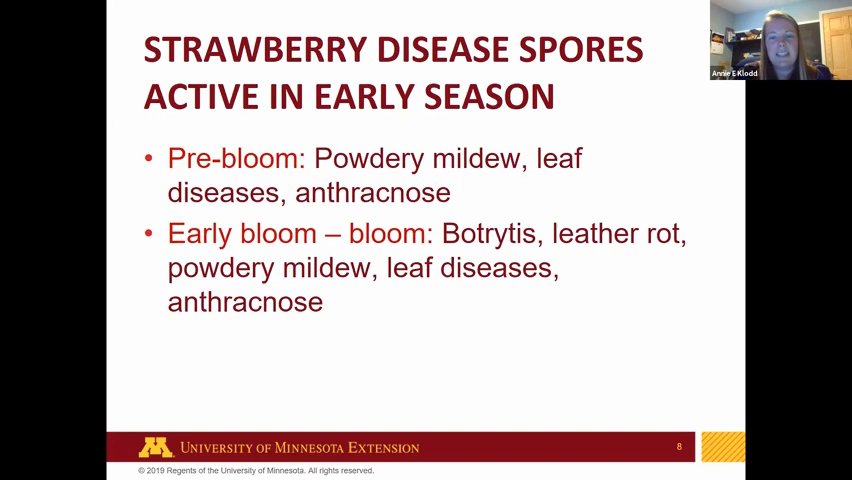 STRAWBERRY DISEASE SPORES
ACTIVE IN EARLY SEASON
• Pre-bloom: Powdery mildew, leaf
diseases, anthracnose
• Early bloom – bloom: Botrytis, leather rot,
powdery mildew, leaf diseases,
anthracnose
Annie E Klodd
M UNIVERSITY OF MINNESOTA EXTENSION
8
© 2019 Regents of the University of Minnesota. All rights reserved.